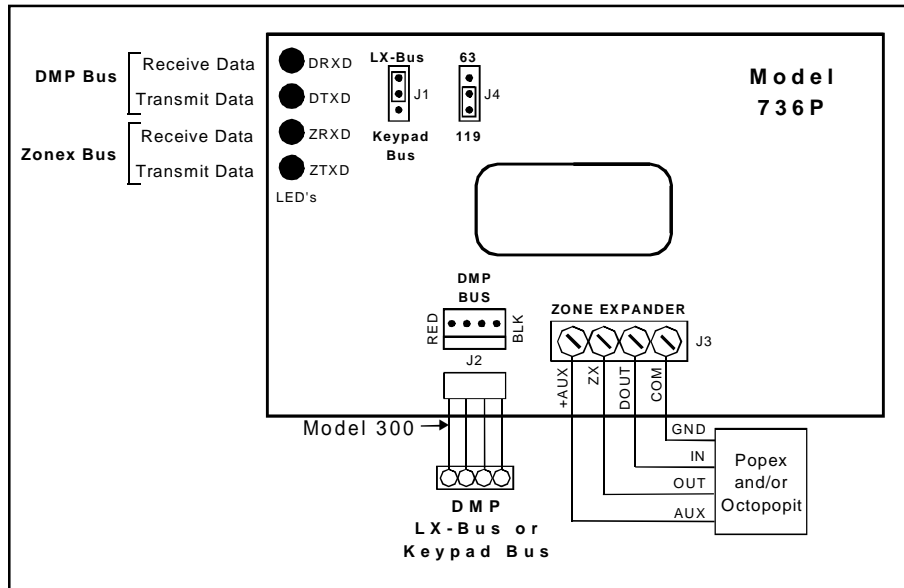 DMP Bus
Receive Data
Transmit Data
Zonex Bus
Receive Data
Transmit Data
DRXD
DTXD
ZRXD
ZTXD
LED's
LX-Bus
J1
Keypad
Bus
63
J4
119
Model
736P
DMP
BUS
RED
BLK
J2
ZONE EXPANDER
J3
+AUX
ZX
DOUT
COM
Model 300
DMP
LX-Bus or
Keypad Bus
GND
IN
OUT
AUX
Popex
and/or
Octopopit